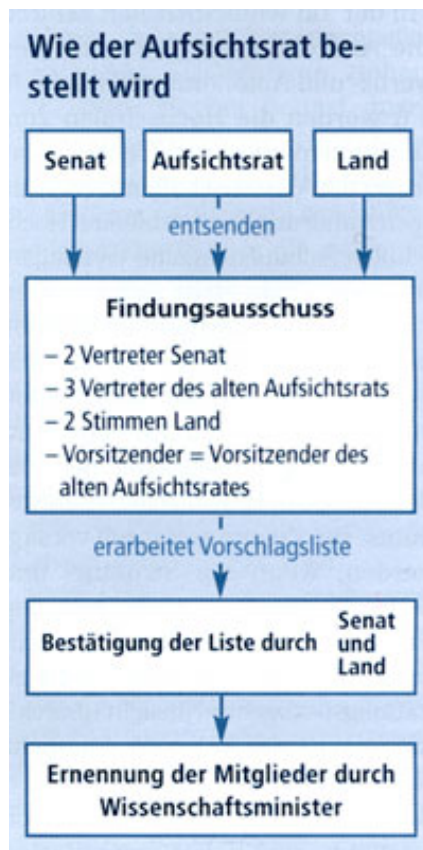 Wie der Aufsichtsrat be-
stellt wird
Senat
Aufsichtsrat
Land
entsenden
Findungsausschuss
– 2 Vertreter Senat
– 3 Vertreter des alten Aufsichtsrats
– 2 Stimmen Land
– Vorsitzender = Vorsitzender des
alten Aufsichtsrates
erarbeitet Vorschlagsliste
Bestätigung der Liste durch
Senat
und
Land
Ernennung der Mitglieder durch
Wissenschaftsminister